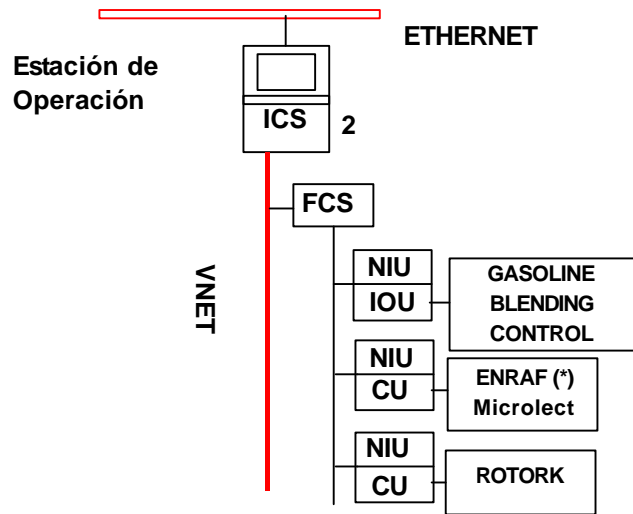 ETHERNET
Estación de
Operación
ICS
2
FCS
VNET
NIU
IOU
GASOLINE
BLENDING
CONTROL
NIU
CU
ENRAF (*)
Microlect
NIU
CU
ROTORK